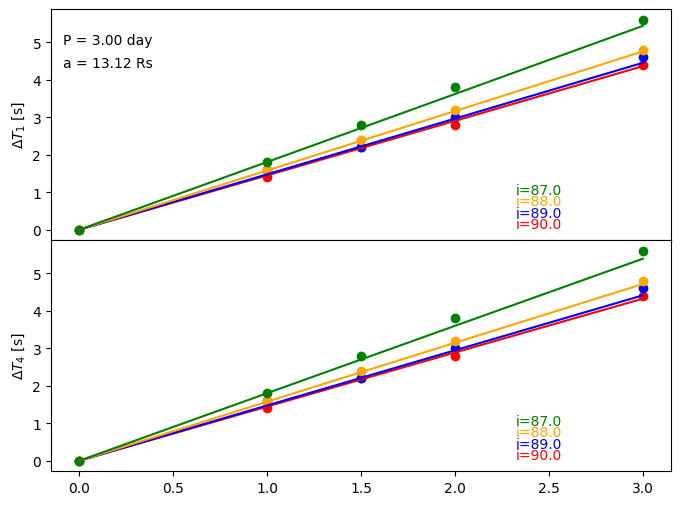 5
4
3
2
1
0
ΔT₁ [s]
P = 3.00 day
a = 13.12 Rs
i=87.0
i=88.0
i=89.0
i=90.0
5
4
3
2
1
0
ΔT₄ [s]
i=87.0
i=88.0
i=89.0
i=90.0
0.0 0.5 1.0 1.5 2.0 2.5 3.0